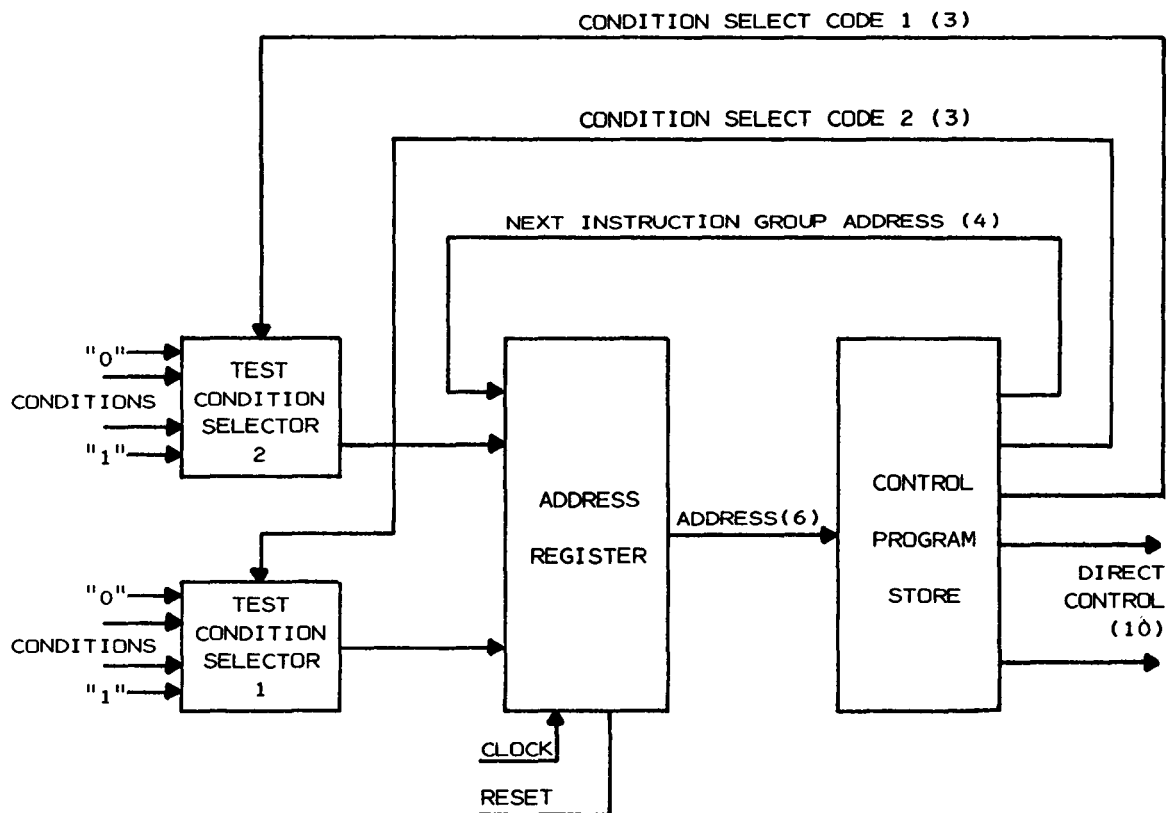 CONDITION SELECT CODE 1 (3)
CONDITION SELECT CODE 2 (3)
NEXT INSTRUCTION GROUP ADDRESS (4)
"0"
CONDITIONS
"1"
TEST
CONDITION
SELECTOR
2
"0"
CONDITIONS
"1"
TEST
CONDITION
SELECTOR
1
ADDRESS
REGISTER
CLOCK
RESET
ADDRESS(6)
CONTROL
PROGRAM
STORE
DIRECT
CONTROL
(10)